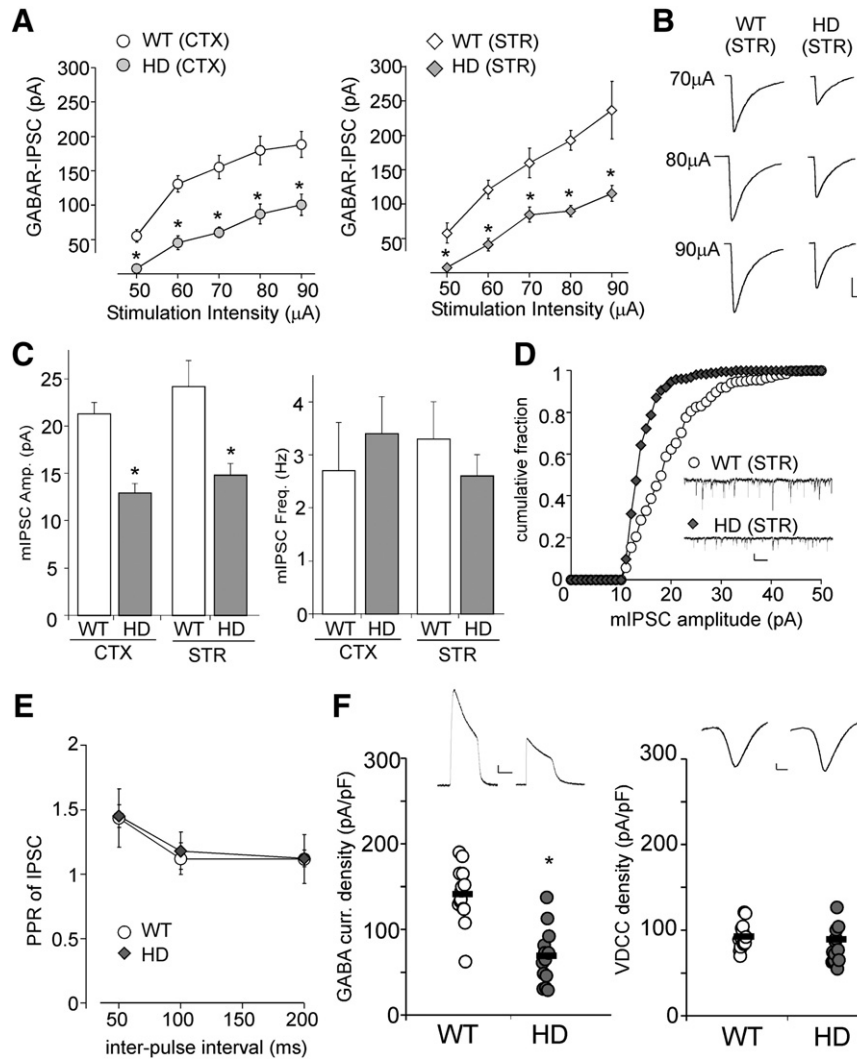 A
WT (CTX)
HD (CTX)
GABAR-IPSC (pA)
300
250
200
150
100
50
*
*
*
*
*
50 60 70 80 90
Stimulation Intensity (μA)
WT (STR)
HD (STR)
GABAR-IPSC (pA)
300
250
200
150
100
50
*
*
*
*
*
50 60 70 80 90
Stimulation Intensity (μA)
B
WT (STR)
HD (STR)
70μA
80μA
90μA
C
mIPSC Amp. (pA)
25
20
15
10
5
0
*
*
WT HD WT HD
CTX STR
mIPSC Freq. (Hz)
4
3
2
1
0
WT HD WT HD
CTX STR
D
cumulative fraction
1
0.8
0.6
0.4
0.2
0
WT (STR)
HD (STR)
0 10 20 30 40 50
mIPSC amplitude (pA)
E
PPR of IPSC
2
1.5
1
0.5
0
WT
HD
50 100 200
inter-pulse interval (ms)
F
GABA curr. density (pA/pF)
300
200
100
0
*
WT HD
VDCC density (pA/pF)
300
200
100
0
WT HD